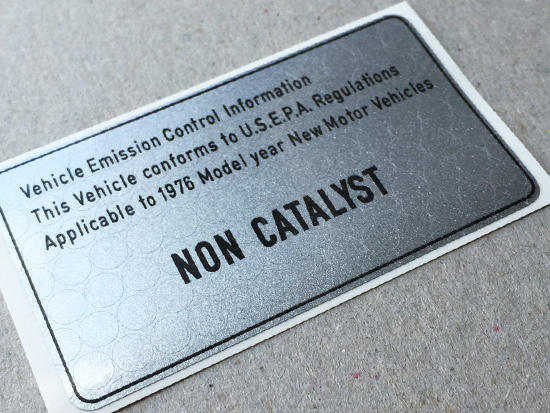 Vehicle Emission Control Information
This Vehicle conforms to U.S.E.P.A. Regulations
Applicable to 1976 Model year New Motor Vehicles
NON CATALYST